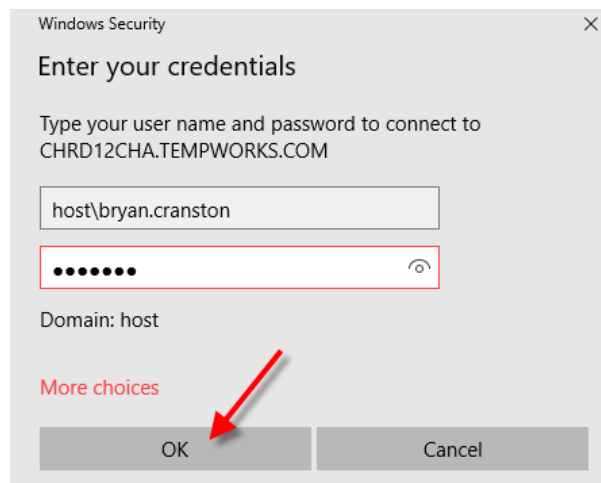 Windows Security
Enter your credentials
Type your user name and password to connect to
CHRD12CHA.TEMPWORKS.COM
host\bryan.cranston
●●●●●●●
Domain: host
More choices
OK Cancel